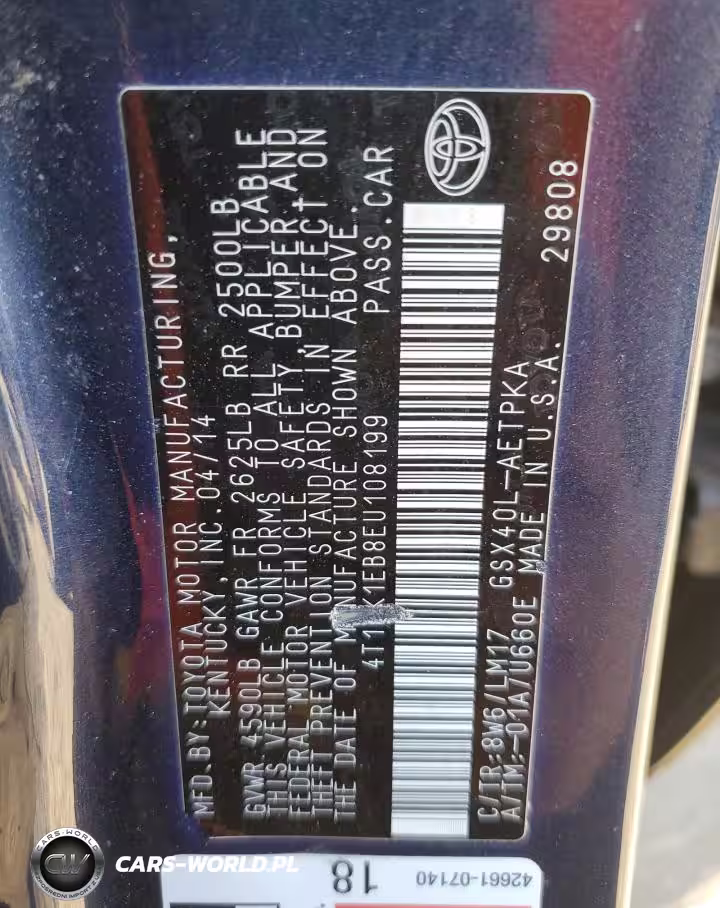 MFD.BY:TOYOTA MOTOR MANUFACTURING,
KENTUCKY, INC.04/14
GVWR 4590LB GAWR FR 2625LB RR 2500LB
THIS VEHICLE CONFORMS TO ALL APPLICABLE
FEDERAL MOTOR VEHICLE SAFETY, BUMPER, AND
THEFT PREVENTION STANDARDS IN EFFECT ON
THE DATE OF MANUFACTURE SHOWN ABOVE.
PASS.CAR
C/TR:8W6/LM17 GSX40L-AETPKA
A/TM:-01A/U660E MADE IN U.S.A.
29808
42661-07140
18
CARS-WORLD
CW
CARS-WORLD.PL